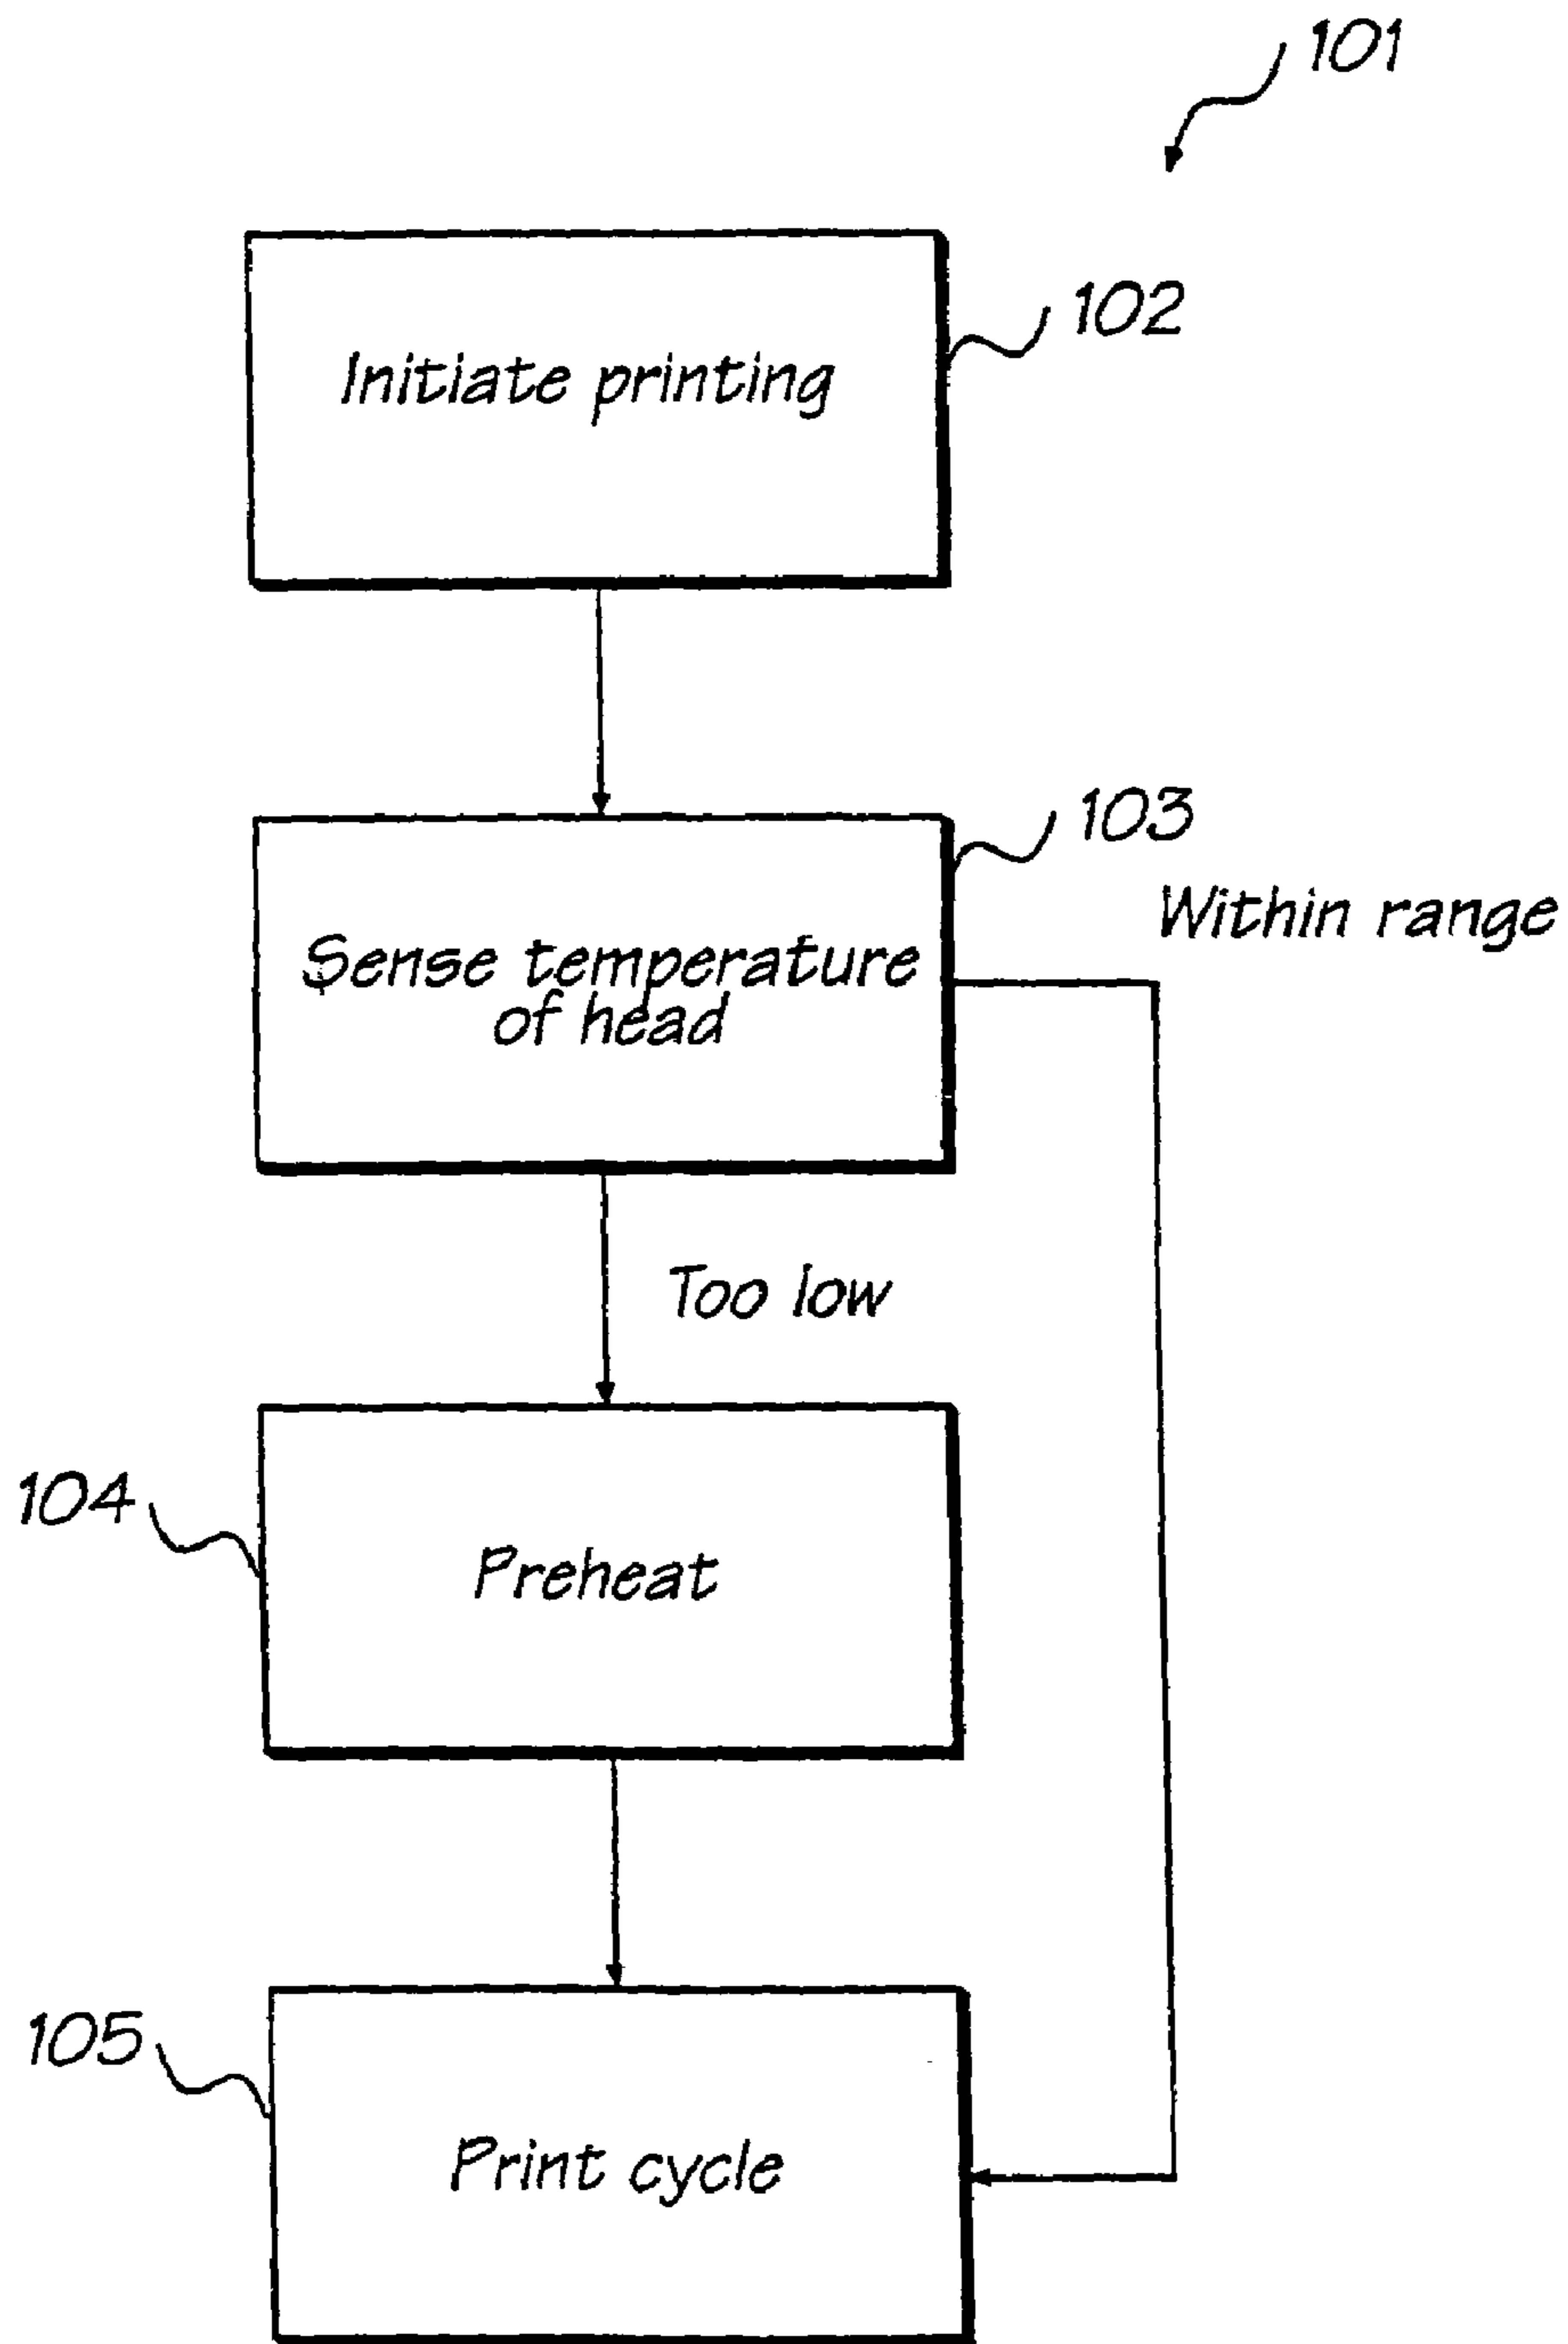 101
Initiate printing
102
103
Within range
Sense temperature
of head
Too low
104
Preheat
105
Print cycle